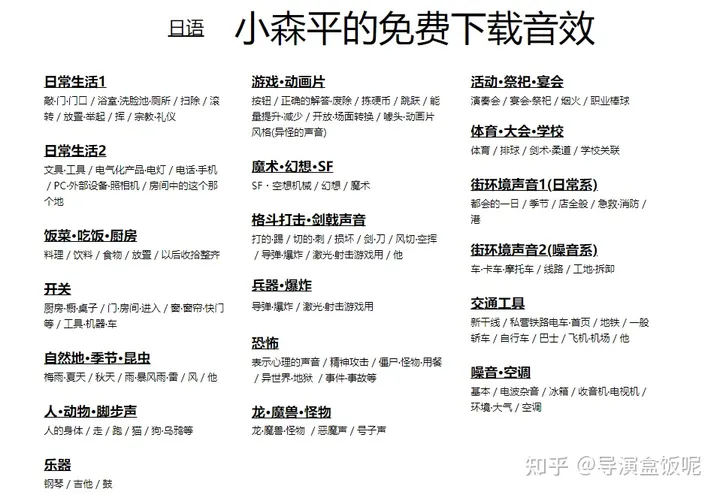 日语
小森平的免费下载音效
日常生活1
敲·门·门口 / 浴室·洗脸池·厕所 / 扫除 / 滚
转 / 放置·举起 / 挥 / 宗教·礼仪
日常生活2
文具·工具 / 电气化产品·电灯 / 电话·手机
/ PC·外部设备·照相机 / 房间中的这个那
个地
饭菜•吃饭•厨房
料理 / 饮料 / 食物 / 放置 / 以后收拾整齐
开关
厨房·橱·桌子 / 门·房间·进入 / 窗·窗帘·快门
等 / 工具·机器·车
自然地•季节•昆虫
梅雨·夏天 / 秋天 / 雨·暴风雨·雷 / 风 / 他
人•动物•脚步声
人的身体 / 走 / 跑 / 猫 / 狗·乌鸦等
乐器
钢琴 / 吉他 / 鼓
游戏•动画片
按钮 / 正确的解答·废除 / 拣硬币 / 跳跃 / 能
量提升·减少 / 开放·场面转换 / 噱头·动画片
风格(异怪的声音)
魔术•幻想•SF
SF・空想机械 / 幻想 / 魔术
格斗打击•剑戟声音
打的·踢 / 切的·刺 / 损坏 / 剑·刀 / 风切·空挥
/ 导弹·爆炸 / 激光·射击游戏用 / 他
兵器•爆炸
导弹·爆炸 / 激光·射击游戏用
恐怖
表示心理的声音 / 精神攻击 / 僵尸·怪物·用餐
/ 异世界·地狱 / 事件·事故等
龙•魔兽•怪物
龙·魔兽·怪物 / 恶魔声 / 号子声
活动•祭祀•宴会
演奏会 / 宴会·祭祀 / 烟火 / 职业棒球
体育•大会•学校
体育 / 排球 / 剑术·柔道 / 学校关联
街环境声音1(日常系)
都会的一日 / 季节 / 店全般 / 急救·消防 /
港
街环境声音2(噪音系)
车·卡车·摩托车 / 线路 / 工地·拆卸
交通工具
新干线 / 私营铁路电车·首页 / 地铁 / 一般
轿车 / 自行车 / 巴士 / 飞机·机场 / 他
噪音•空调
基本 / 电波杂音 / 冰箱 / 收音机·电视机 /
环境·大气 / 空调
知乎 @导演盒饭呢